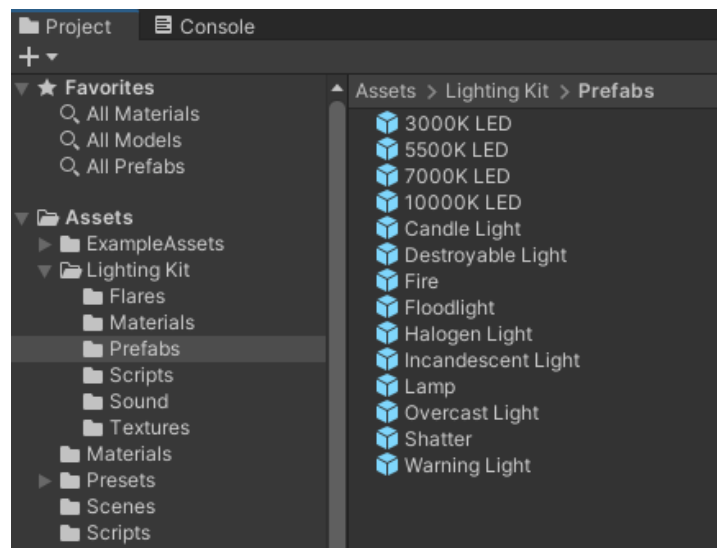 Project
Console
Favorites
All Materials
All Models
All Prefabs
Assets
ExampleAssets
Lighting Kit
Flares
Materials
Prefabs
Scripts
Sound
Textures
Materials
Presets
Scenes
Scripts
Assets > Lighting Kit > Prefabs
3000K LED
5500K LED
7000K LED
10000K LED
Candle Light
Destroyable Light
Fire
Floodlight
Halogen Light
Incandescent Light
Lamp
Overcast Light
Shatter
Warning Light